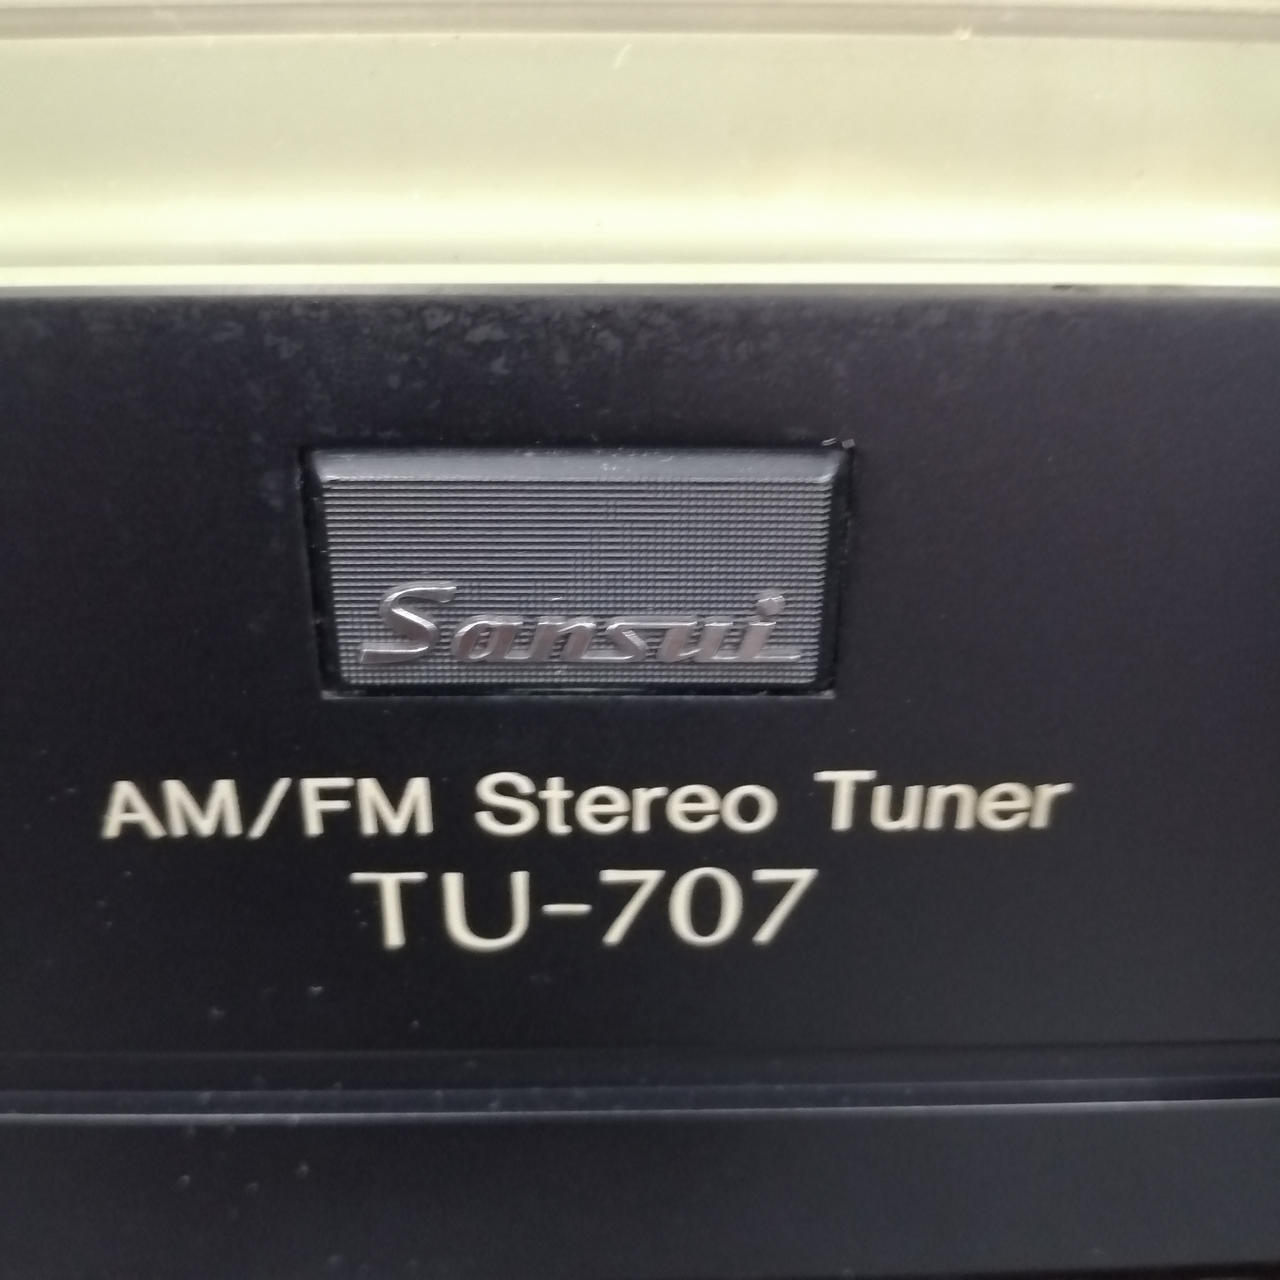 Sansui
AM/FM Stereo Tuner
TU-707